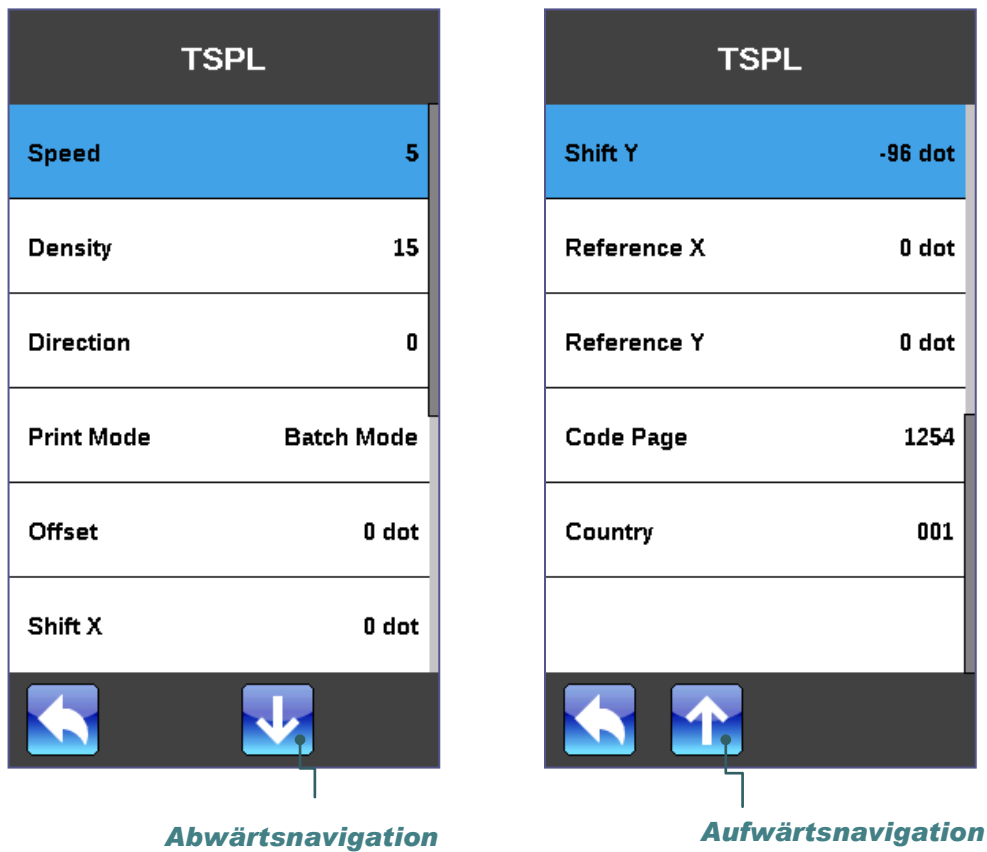 TSPL
Speed 5
Density 15
Direction 0
Print Mode Batch Mode
Offset 0 dot
Shift X 0 dot
Abwärtsnavigation
TSPL
Shift Y -96 dot
Reference X 0 dot
Reference Y 0 dot
Code Page 1254
Country 001
Aufwärtsnavigation